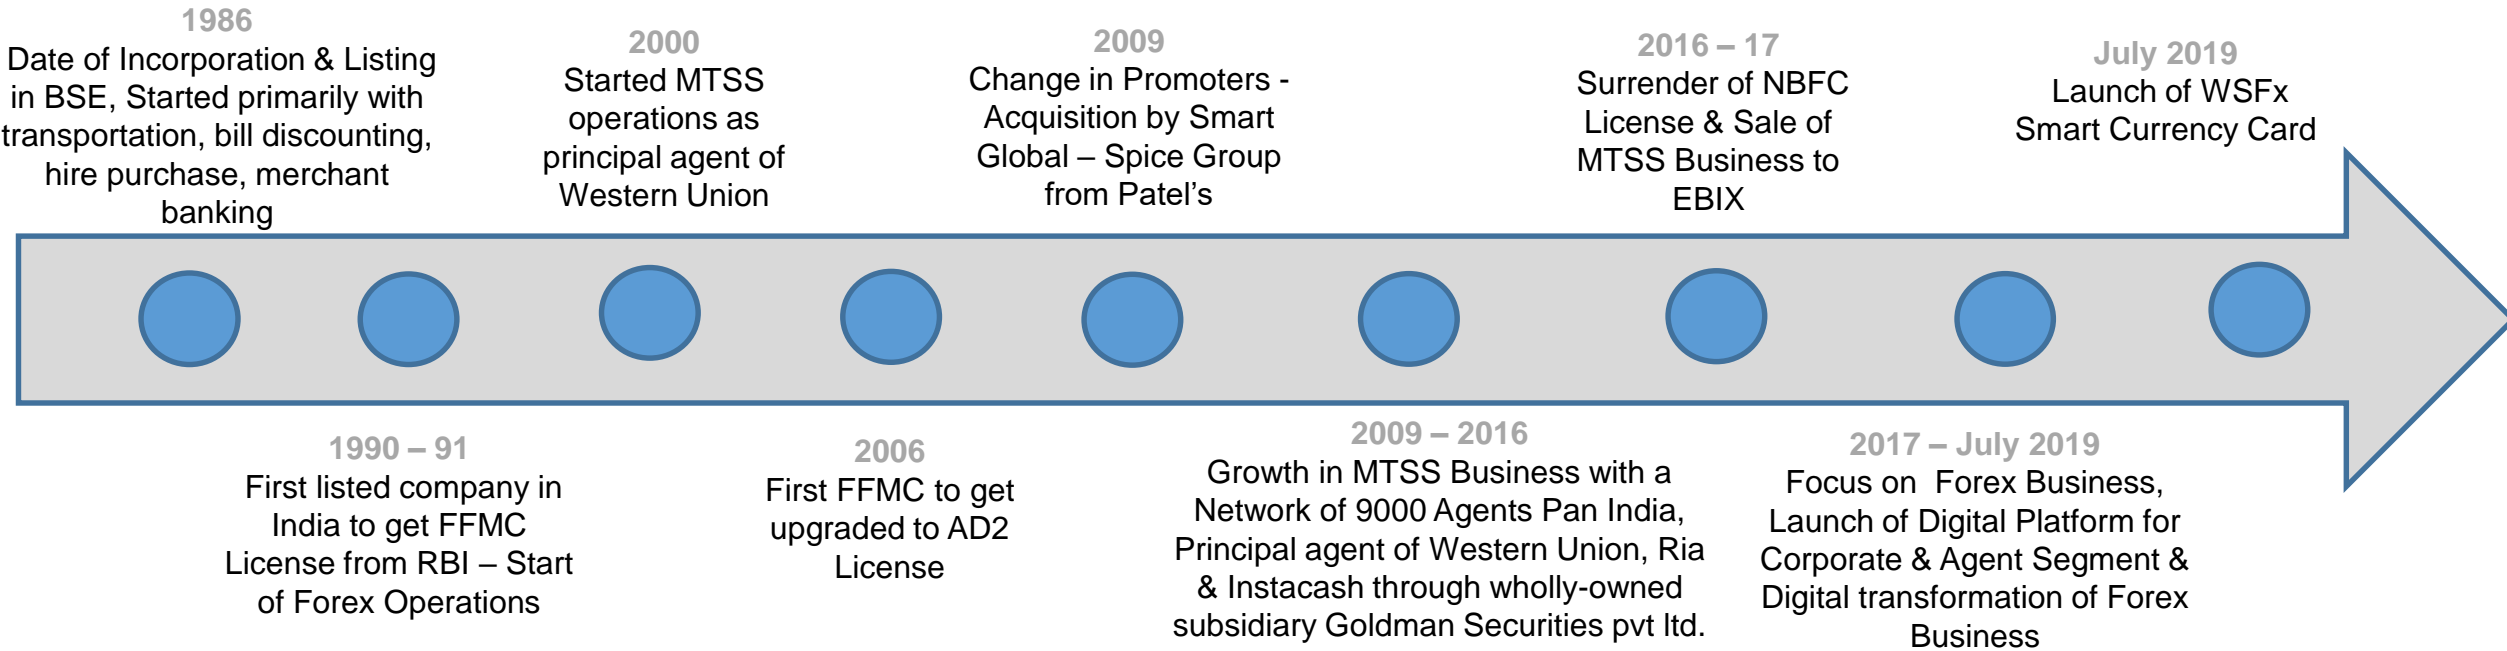 1986
Date of Incorporation & Listing
in BSE, Started primarily with
transportation, bill discounting,
hire purchase, merchant
banking
2000
Started MTSS
operations as
principal agent of
Western Union
2009
Change in Promoters -
Acquisition by Smart
Global – Spice Group
from Patel’s
2016 – 17
Surrender of NBFC
License & Sale of
MTSS Business to
EBIX
July 2019
Launch of WSFx
Smart Currency Card
1990 – 91
First listed company in
India to get FFMC
License from RBI – Start
of Forex Operations
2006
First FFMC to get
upgraded to AD2
License
2009 – 2016
Growth in MTSS Business with a
Network of 9000 Agents Pan India,
Principal agent of Western Union, Ria
& Instacash through wholly-owned
subsidiary Goldman Securities pvt ltd.
2017 – July 2019
Focus on  Forex Business,
Launch of Digital Platform for
Corporate & Agent Segment &
Digital transformation of Forex
Business